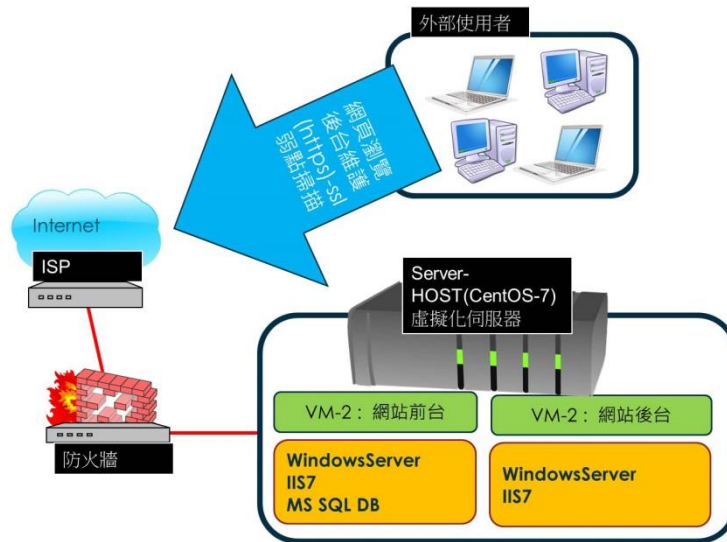 外部使用者
網頁瀏覽
後台維護
(https)-ssl
弱點掃描
Internet
ISP
Server-
HOST(CentOS-7)
虛擬化伺服器
防火牆
VM-2： 網站前台
VM-2： 網站後台
WindowsServer
IIS7
MS SQL DB
WindowsServer
IIS7